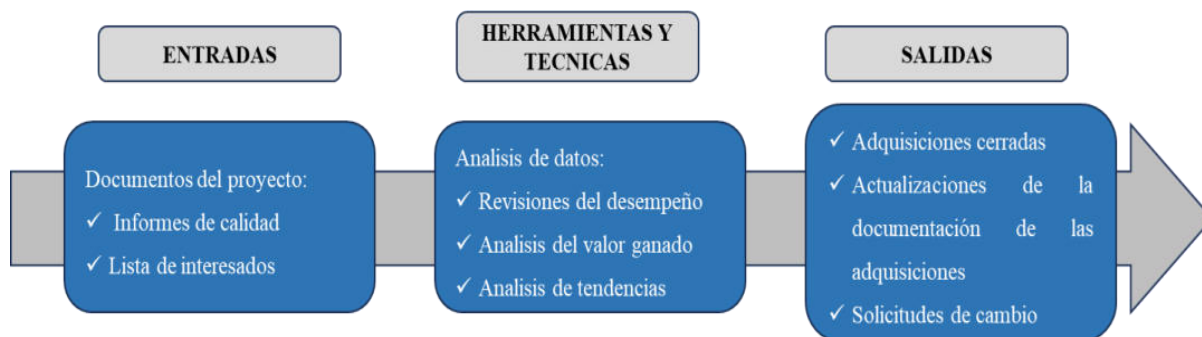 ENTRADAS
Documentos del proyecto:
✓ Informes de calidad
✓ Lista de interesados
HERRAMIENTAS Y
TECNICAS
Analisis de datos:
✓ Revisiones del desempeño
✓ Analisis del valor ganado
✓ Analisis de tendencias
SALIDAS
✓ Adquisiciones cerradas
✓ Actualizaciones de la
documentación de las
adquisiciones
✓ Solicitudes de cambio